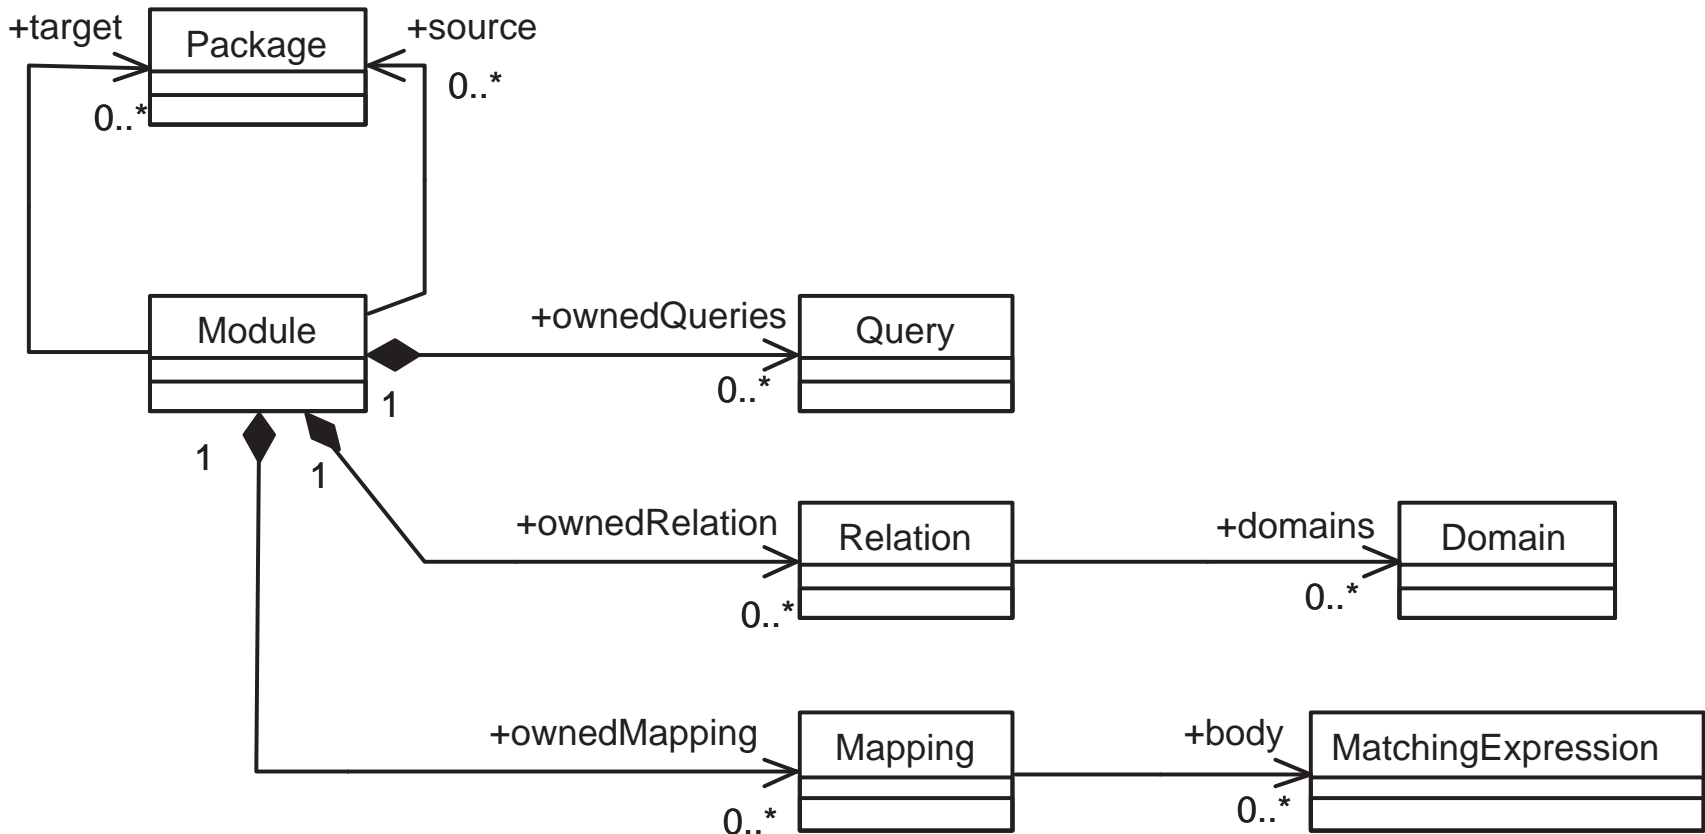 +target
Package
+source
0..*
0..*
Module
+ownedQueries
Query
1
0..*
1
1
+ownedRelation
Relation
+domains
Domain
0..*
0..*
+ownedMapping
Mapping
+body
MatchingExpression
0..*
0..*